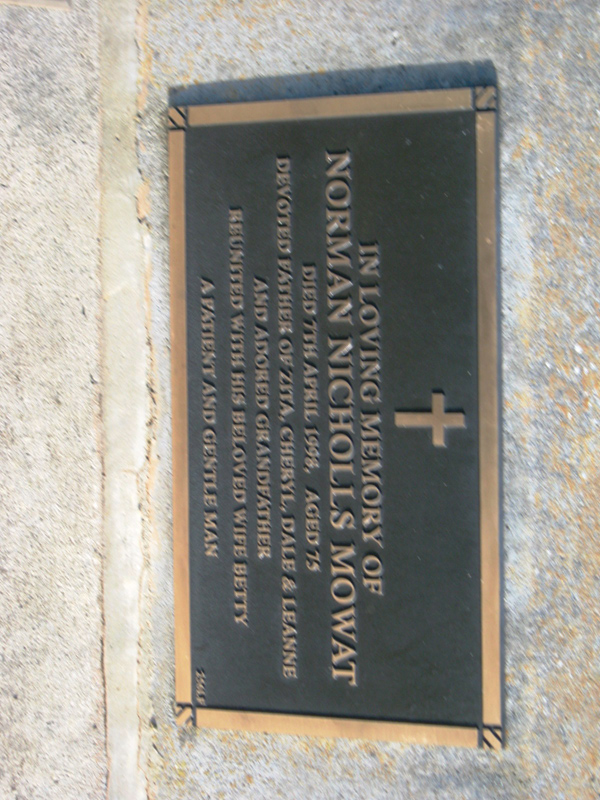 IN LOVING MEMORY OF
NORMAN NICHOLLS MOWAT
DIED 7TH APRIL 1998, AGED 75
DEVOTED FATHER OF ZITA, CHERYL, DALE & LEANNE
AND ADORED GRANDFATHER
REUNITED WITH HIS BELOVED WIFE BETTY
A PATIENT AND GENTLE MAN